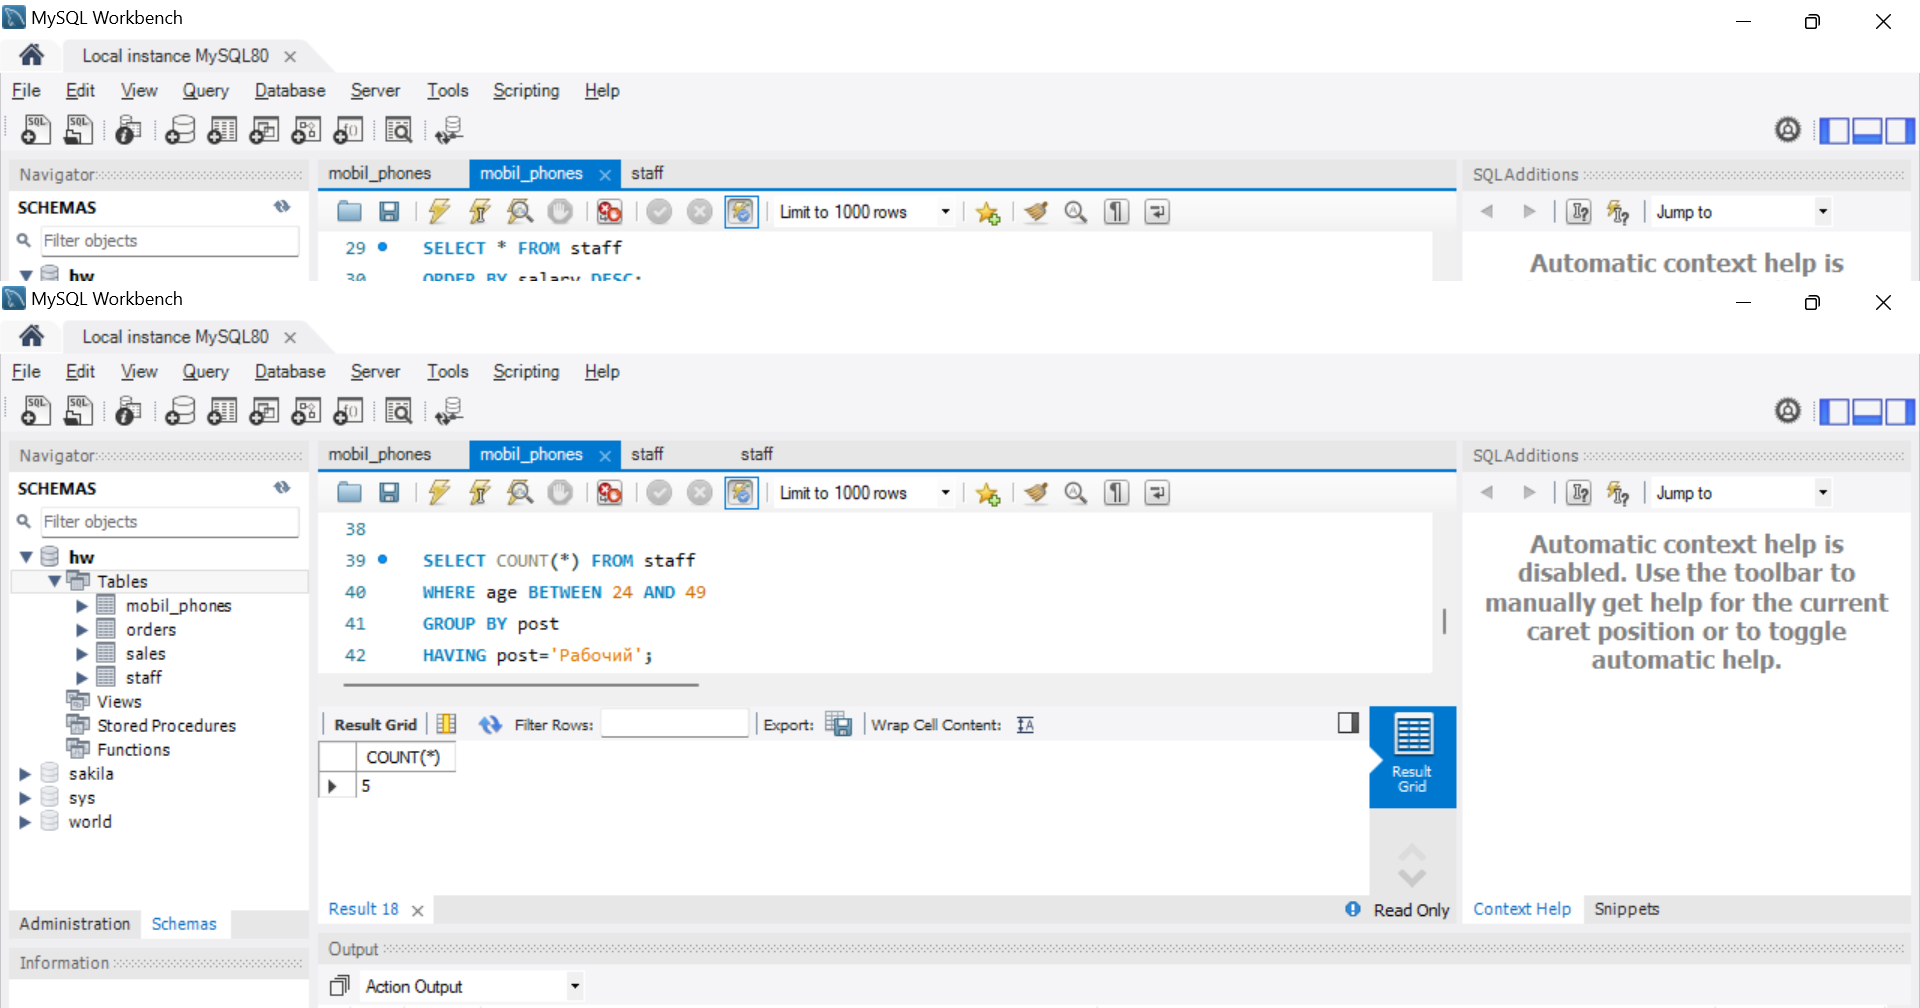 MySQL Workbench
Local instance MySQL80
File Edit View Query Database Server Tools Scripting Help
Navigator
mobil_phones mobil_phones staff
SQLAdditions
SCHEMAS
Limit to 1000 rows
Jump to
Filter objects
29 SELECT * FROM staff
hw
30 ORDER BY salary DESC;
Automatic context help is
MySQL Workbench
Local instance MySQL80
File Edit View Query Database Server Tools Scripting Help
Navigator
mobil_phones mobil_phones staff staff
SQLAdditions
SCHEMAS
Limit to 1000 rows
Jump to
Filter objects
hw
Tables
mobil_phones
orders
sales
staff
Views
Stored Procedures
Functions
sakila
sys
world
Administration Schemas
Information
38
39 SELECT COUNT(*) FROM staff
40 WHERE age BETWEEN 24 AND 49
41 GROUP BY post
42 HAVING post='Рабочий';
Result Grid Filter Rows: Export: Wrap Cell Content:
COUNT(*)
5
Result
Grid
Result 18
Read Only
Automatic context help is
disabled. Use the toolbar to
manually get help for the current
caret position or to toggle
automatic help.
Context Help Snippets
Output
Action Output